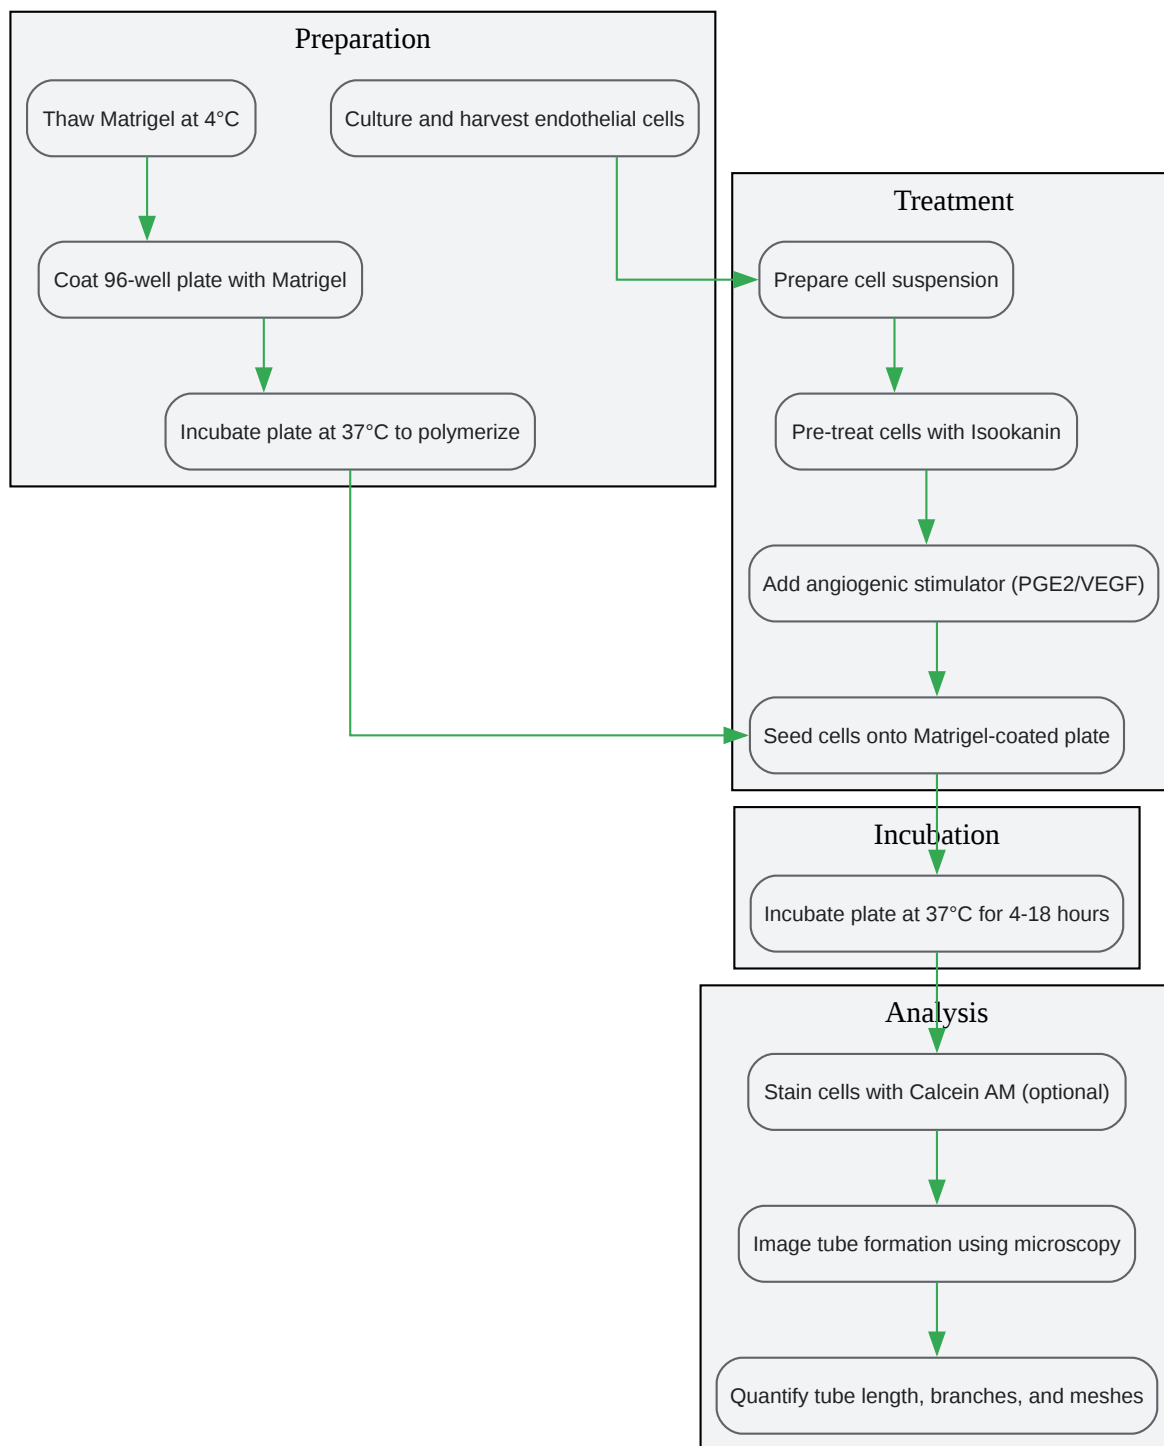 Preparation
Thaw Matrigel at 4°C
Culture and harvest endothelial cells
Coat 96-well plate with Matrigel
Incubate plate at 37°C to polymerize
Treatment
Prepare cell suspension
Pre-treat cells with Isookanin
Add angiogenic stimulator (PGE2/VEGF)
Seed cells onto Matrigel-coated plate
Incubation
Incubate plate at 37°C for 4-18 hours
Analysis
Stain cells with Calcein AM (optional)
Image tube formation using microscopy
Quantify tube length, branches, and meshes